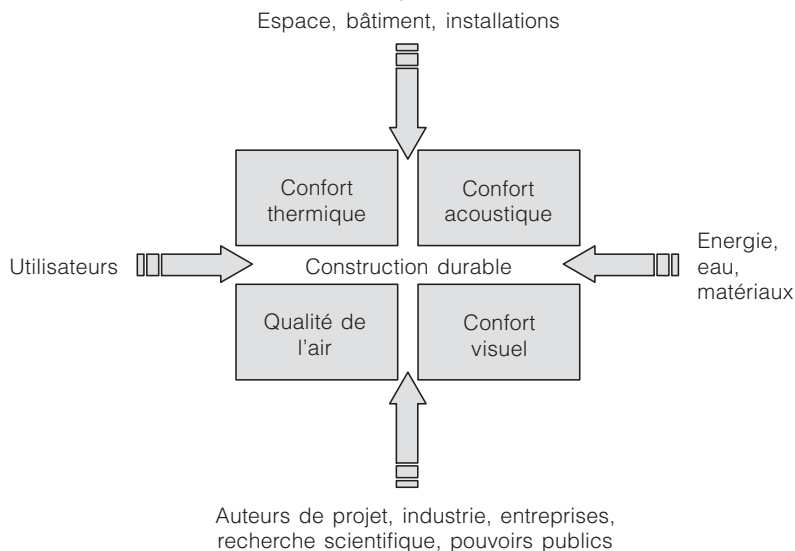 Espace, bâtiment, installations
Confort
thermique
Confort
acoustique
Utilisateurs
Construction durable
Energie,
eau,
matériaux
Qualité de
l'air
Confort
visuel
Auteurs de projet, industrie, entreprises,
recherche scientifique, pouvoirs publics